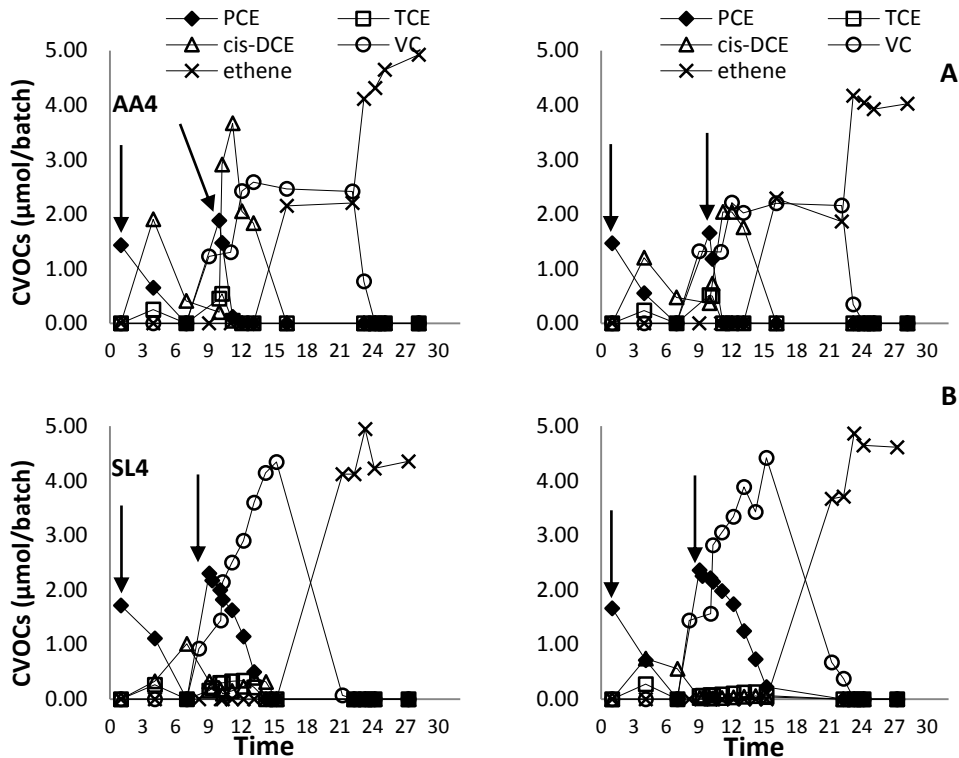 PCE TCE
cis-DCE VC
ethene
PCE TCE
cis-DCE VC
ethene
A
AA4
CVOCs (µmol/batch)
5.00
4.00
3.00
2.00
1.00
0.00
0 3 6 9 12 15 18 21 24 27 30
5.00
4.00
3.00
2.00
1.00
0.00
0 3 6 9 12 15 18 21 24 27 30
B
SL4
CVOCs (µmol/batch)
5.00
4.00
3.00
2.00
1.00
0.00
0 3 6 9 12 15 18 21 24 27 30
Time
5.00
4.00
3.00
2.00
1.00
0.00
0 3 6 9 12 15 18 21 24 27 30
Time